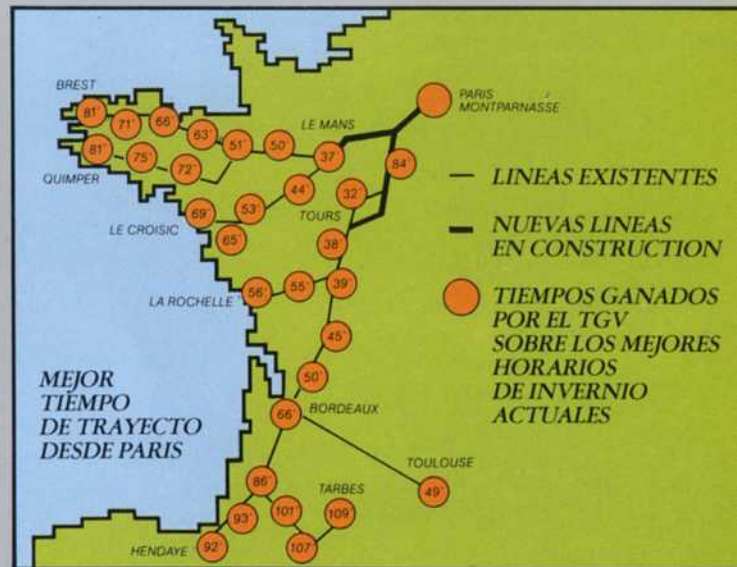 BREST
81'
71'
66'
63'
51'
50'
37'
LE MANS
PARIS
MONTPARNASSE
84'
81'
75'
72'
QUIMPER
44'
53'
69'
65'
LE CROISIC
32'
TOURS
38'
39'
55'
56'
LA ROCHELLE
45'
50'
66'
BORDEAUX
TOULOUSE
49'
86'
93'
92'
HENDAYE
101'
107'
109'
TARBES
MEJOR
TIEMPO
DE TRAYECTO
DESDE PARIS
LINEAS EXISTENTES
NUEVAS LINEAS
EN CONSTRUCTION
TIEMPOS GANADOS
POR EL TGV
SOBRE LOS MEJORES
HORARIOS
DE INVERNIO
ACTUALES